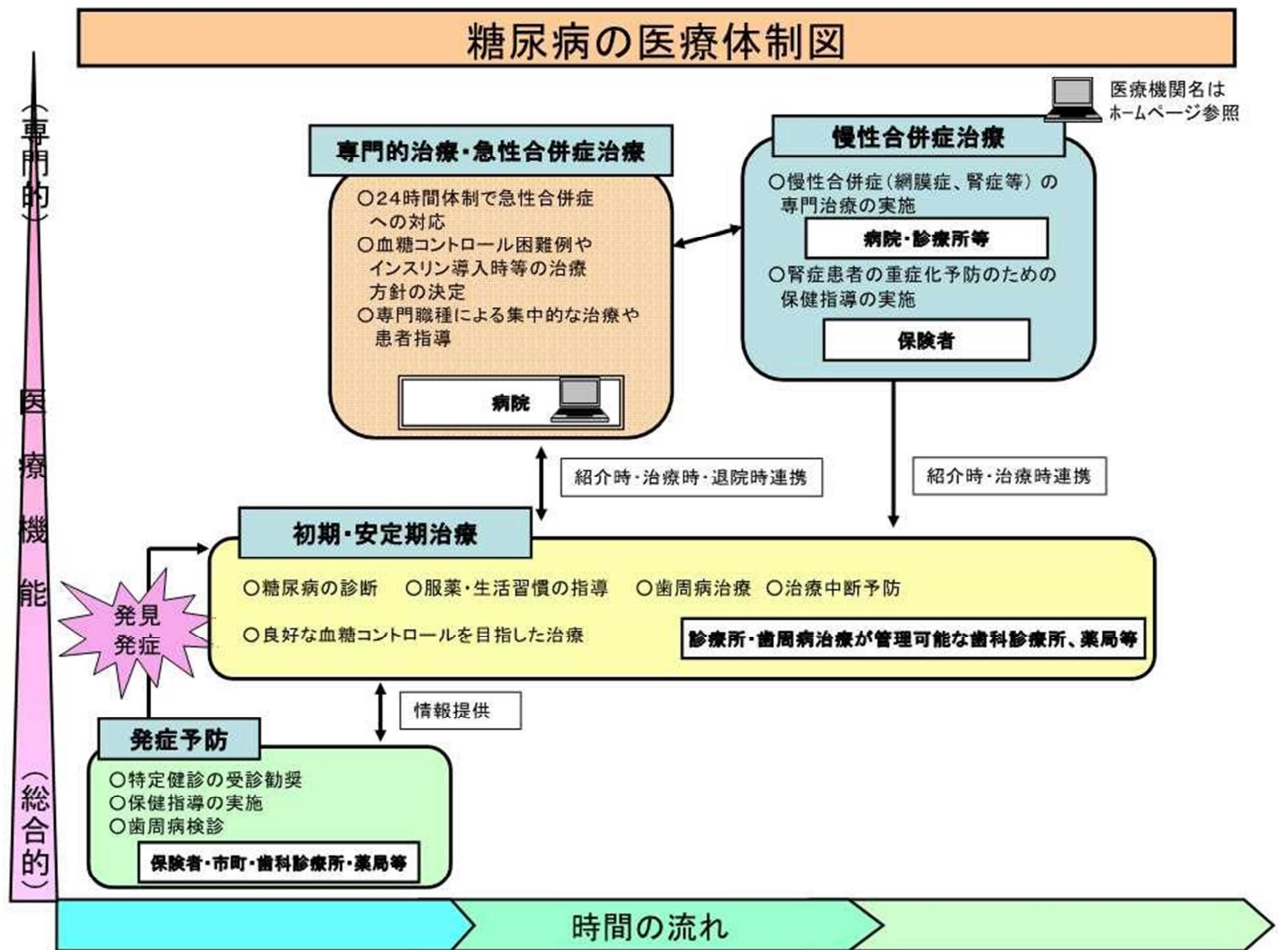 糖尿病の医療体制図
医療機関名は
ホームページ参照
(専門的)
医療機能
(総合的)
専門的治療・急性合併症治療
○24時間体制で急性合併症
への対応
○血糖コントロール困難例や
インスリン導入時等の治療
方針の決定
○専門職種による集中的な治療や
患者指導
病院
慢性合併症治療
○慢性合併症(網膜症、腎症等)の
専門治療の実施
病院・診療所等
○腎症患者の重症化予防のための
保健指導の実施
保険者
紹介時・治療時・退院時連携
紹介時・治療時連携
初期・安定期治療
○糖尿病の診断 ○服薬・生活習慣の指導 ○歯周病治療 ○治療中断予防
○良好な血糖コントロールを目指した治療
診療所・歯周病治療が管理可能な歯科診療所、薬局等
発見
発症
情報提供
発症予防
○特定健診の受診勧奨
○保健指導の実施
○歯周病検診
保険者・市町・歯科診療所・薬局等
時間の流れ